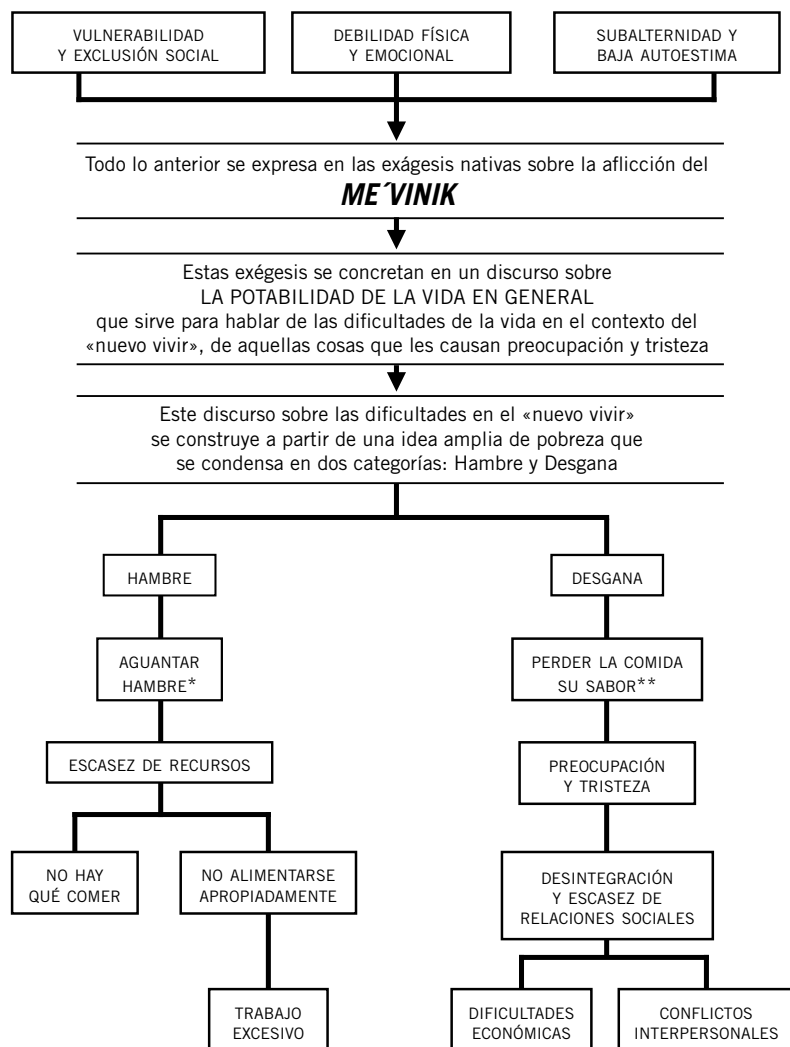 VULNERABILIDAD
Y EXCLUSIÓN SOCIAL
DEBILIDAD FÍSICA
Y EMOCIONAL
SUBALTERNIDAD Y
BAJA AUTOESTIMA
Todo lo anterior se expresa en las exágesis nativas sobre la aflicción del
ME´VINIK
Estas exégesis se concretan en un discurso sobre
LA POTABILIDAD DE LA VIDA EN GENERAL
que sirve para hablar de las dificultades de la vida en el contexto del
«nuevo vivir», de aquellas cosas que les causan preocupación y tristeza
Este discurso sobre las dificultades en el «nuevo vivir»
se construye a partir de una idea amplia de pobreza que
se condensa en dos categorías: Hambre y Desgana
HAMBRE
DESGANA
AGUANTAR
HAMBRE*
PERDER LA COMIDA
SU SABOR**
ESCASEZ DE RECURSOS
PREOCUPACIÓN
Y TRISTEZA
NO HAY
QUÉ COMER
NO ALIMENTARSE
APROPIADAMENTE
DESINTEGRACIÓN
Y ESCASEZ DE
RELACIONES SOCIALES
TRABAJO
EXCESIVO
DIFICULTADES
ECONÓMICAS
CONFLICTOS
INTERPERSONALES